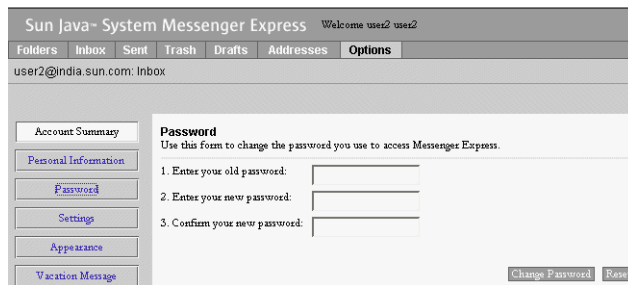 Sun Java™ System Messenger Express Welcome user2 user2
Folders Inbox Sent Trash Drafts Addresses Options
user2@india.sun.com: Inbox
Account Summary
Personal Information
Password
Settings
Appearance
Vacation Message
Password
Use this form to change the password you use to access Messenger Express.
1. Enter your old password:
2. Enter your new password:
3. Confirm your new password:
Change Password Rese